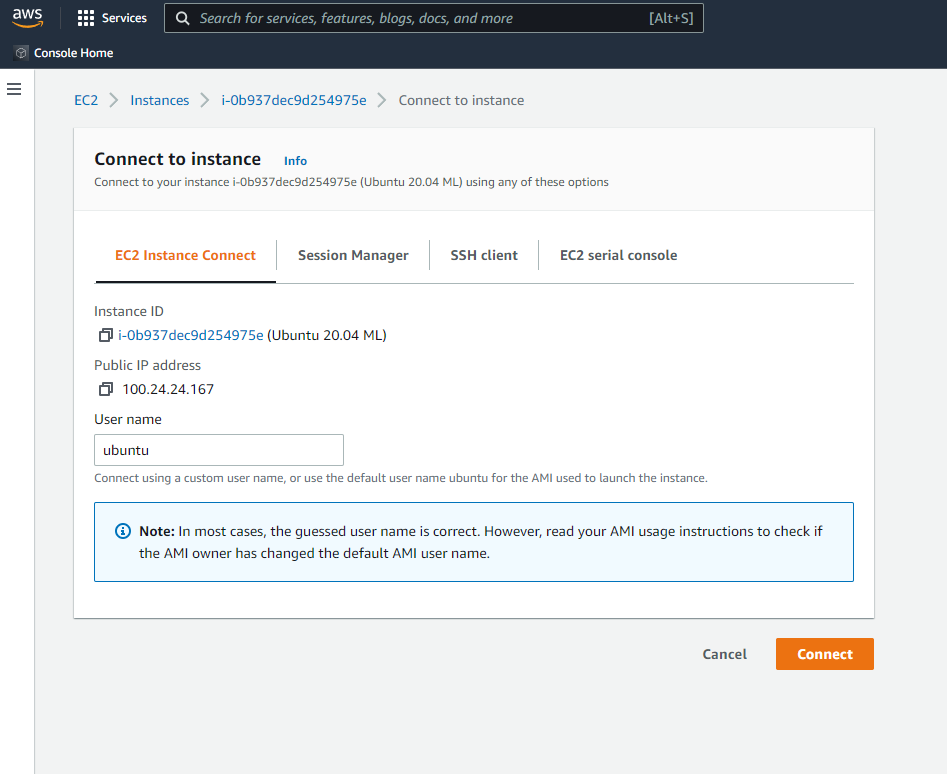 aws Services Search for services, features, blogs, docs, and more [Alt+S]
Console Home
EC2 Instances i-0b937dec9d254975e Connect to instance
Connect to instance Info
Connect to your instance i-0b937dec9d254975e (Ubuntu 20.04 ML) using any of these options
EC2 Instance Connect Session Manager SSH client EC2 serial console
Instance ID
i-0b937dec9d254975e (Ubuntu 20.04 ML)
Public IP address
100.24.24.167
User name
ubuntu
Connect using a custom user name, or use the default user name ubuntu for the AMI used to launch the instance.
Note: In most cases, the guessed user name is correct. However, read your AMI usage instructions to check if
the AMI owner has changed the default AMI user name.
Cancel Connect